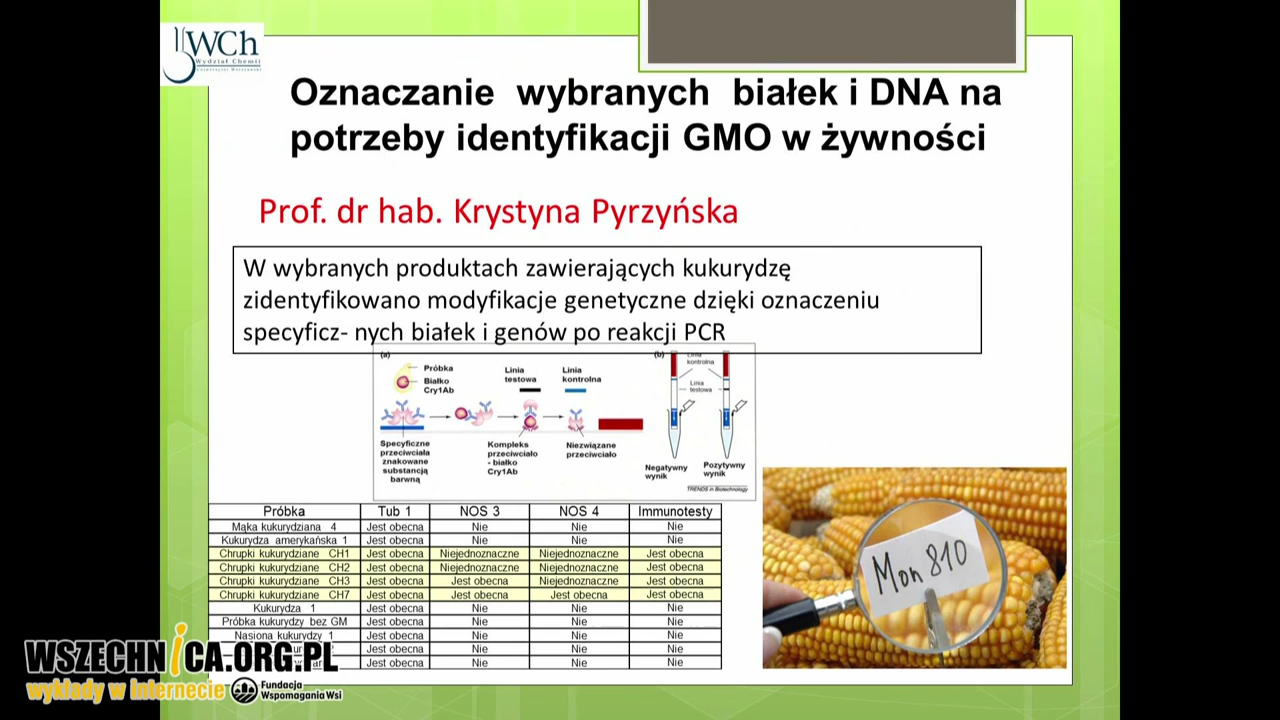 WCh
Wydział Chemii
Uniwersytet Warszawski
Oznaczanie wybranych białek i DNA na
potrzeby identyfikacji GMO w żywności
Prof. dr hab. Krystyna Pyrzyńska
W wybranych produktach zawierających kukurydzę
zidentyfikowano modyfikacje genetyczne dzięki oznaczeniu
specyficz- nych białek i genów po reakcji PCR
(a)
Próbka
Białko
Cry1Ab
Linia
testowa
Linia
kontrolna
Specyficzne
przeciwciała
znakowane
substancją
barwną
Kompleks
przeciwciało
- białko
Cry1Ab
Niezwiązane
przeciwciało
(b)
Linia
kontrolna
Linia
testowa
Negatywny
wynik
Pozytywny
wynik
TRENDS in Biotechnology
Próbka Tub 1 NOS 3 NOS 4 Immunotesty
Mąka kukurydziana 4 Jest obecna Nie Nie Nie
Kukurydza amerykańska 1 Jest obecna Nie Nie Nie
Chrupki kukurydziane CH1 Jest obecna Niejednoznaczne Niejednoznaczne Jest obecna
Chrupki kukurydziane CH2 Jest obecna Niejednoznaczne Niejednoznaczne Jest obecna
Chrupki kukurydziane CH3 Jest obecna Jest obecna Niejednoznaczne Jest obecna
Chrupki kukurydziane CH7 Jest obecna Jest obecna Jest obecna Jest obecna
Kukurydza 1 Jest obecna Nie Nie Nie
Próbka kukurydzy bez GM Jest obecna Nie Nie Nie
Nasiona kukurydzy 1 Jest obecna Nie Nie Nie
Jest obecna Nie Nie Nie
Jest obecna Nie Nie Nie
Mon 810
WSZECHNICA.ORG.PL
wykłady w Internecie
Fundacja
Wspomagania Wsi